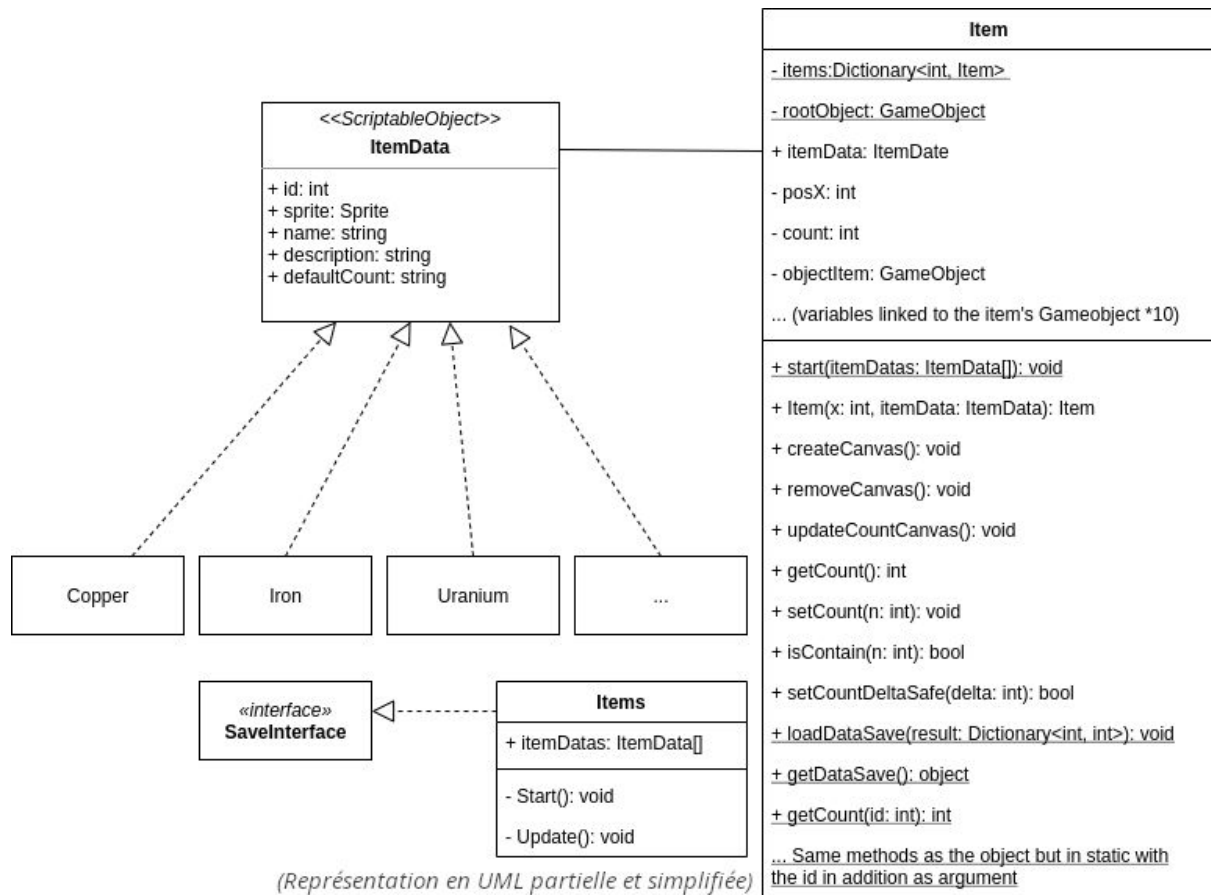 <<ScriptableObject>>
ItemData
+ id: int
+ sprite: Sprite
+ name: string
+ description: string
+ defaultCount: string
Copper
Iron
Uranium
...
«interface»
SaveInterface
Items
+ itemDatas: ItemData[]
- Start(): void
- Update(): void
(Représentation en UML partielle et simplifiée)
Item
- items:Dictionary<int, Item>
- rootObject: GameObject
+ itemData: ItemDate
- posX: int
- count: int
- objectItem: GameObject
... (variables linked to the item's Gameobject *10)
+ start(itemDatas: ItemData[]): void
+ Item(x: int, itemData: ItemData): Item
+ createCanvas(): void
+ removeCanvas(): void
+ updateCountCanvas(): void
+ getCount(): int
+ setCount(n: int): void
+ isContain(n: int): bool
+ setCountDeltaSafe(delta: int): bool
+ loadDataSave(result: Dictionary<int, int>): void
+ getDataSave(): object
+ getCount(id: int): int
... Same methods as the object but in static with
the id in addition as argument